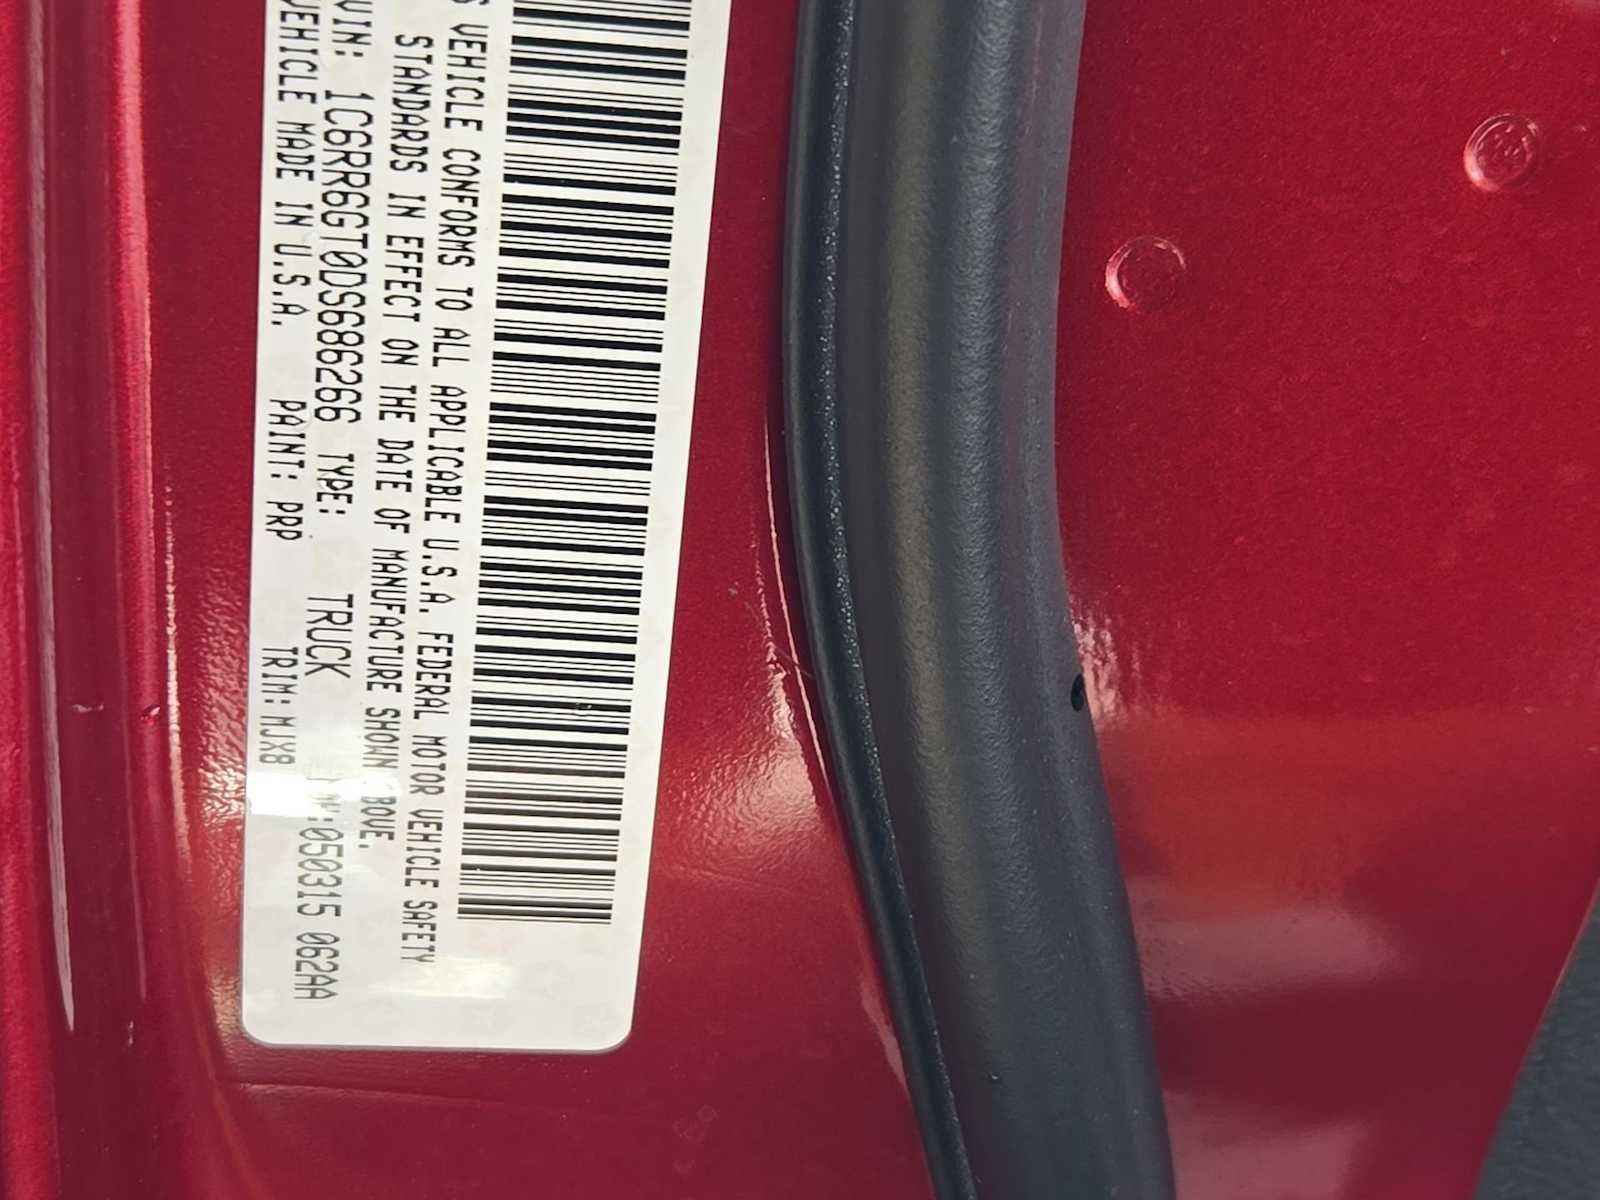 S VEHICLE CONFORMS TO ALL APPLICABLE U.S.A. FEDERAL MOTOR VEHICLE SAFETY
STANDARDS IN EFFECT ON THE DATE OF MANUFACTURE SHOWN ABOVE.
VIN: 1C6RR6GT0DS686266 TYPE: TRUCK :050315 062AA
VEHICLE MADE IN U.S.A. PAINT: PRP TRIM: MJX8